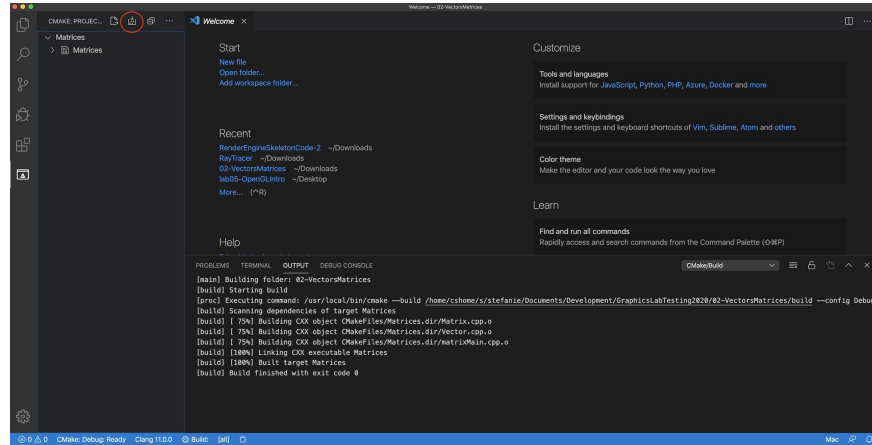 Welcome — 02-VectorsMatrices
CMAKE: PROJEC...
Welcome
Matrices
Matrices
Start
New file
Open folder...
Add workspace folder...
Recent
RenderEngineSkeletonCode-2 ~/Downloads
RayTracer ~/Downloads
02-VectorsMatrices ~/Downloads
lab05-OpenGLIntro ~/Desktop
More... (^R)
Help
Customize
Tools and languages
Install support for JavaScript, Python, PHP, Azure, Docker and more
Settings and keybindings
Install the settings and keyboard shortcuts of Vim, Sublime, Atom and others
Color theme
Make the editor and your code look the way you love
Learn
Find and run all commands
Rapidly access and search commands from the Command Palette (⇧⌘P)
PROBLEMS TERMINAL OUTPUT DEBUG CONSOLE CMake/Build
[main] Building folder: 02-VectorsMatrices
[build] Starting build
[proc] Executing command: /usr/local/bin/cmake --build /home/cshome/s/stefanie/Documents/Development/GraphicsLabTesting2020/02-VectorsMatrices/build --config Debug
[build] Scanning dependencies of target Matrices
[build] [ 75%] Building CXX object CMakeFiles/Matrices.dir/Matrix.cpp.o
[build] [ 75%] Building CXX object CMakeFiles/Matrices.dir/Vector.cpp.o
[build] [ 75%] Building CXX object CMakeFiles/Matrices.dir/matrixMain.cpp.o
[build] [100%] Linking CXX executable Matrices
[build] [100%] Built target Matrices
[build] Build finished with exit code 0
0 0 CMake: Debug: Ready Clang 11.0.0 Build: [all] Mac